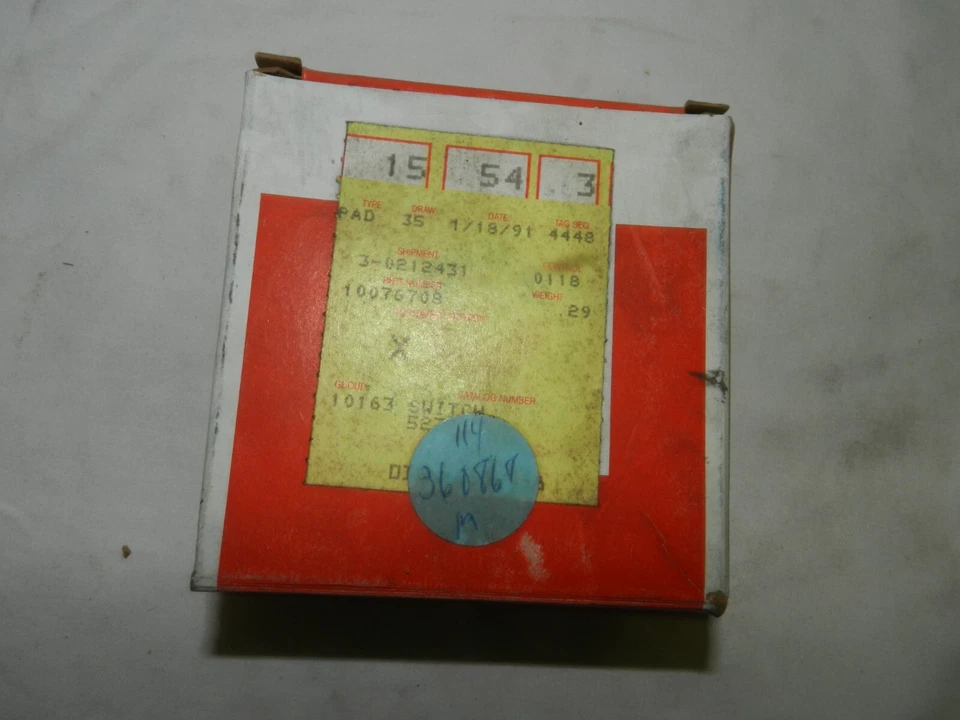 15 54 3
TYPE DRAW DATE TAG SEQ
PAD 35 1/18/91 4448
SHIPMENT
3-0212431 0118
PART NUMBER WEIGHT
10076708 .29
X
GROUP CATALOG NUMBER
10163 SWITCH
114
360868
M